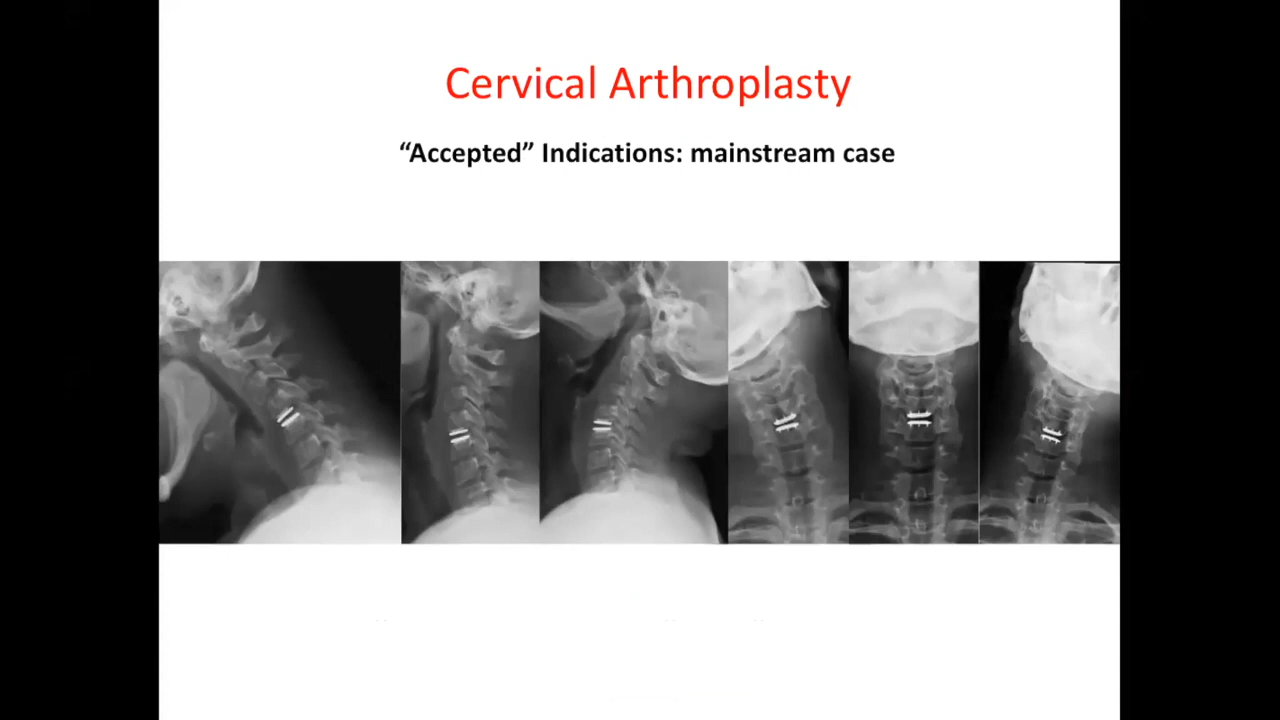 Cervical Arthroplasty
“Accepted” Indications: mainstream case